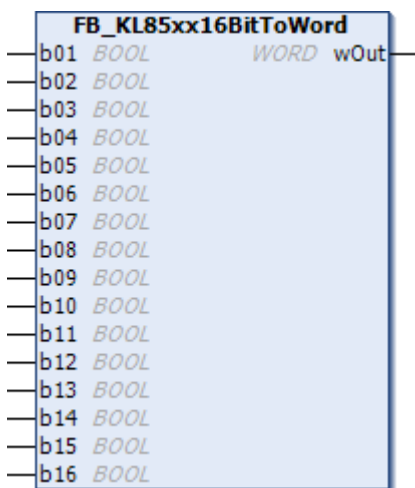 FB_KL85xx16BitToWord
b01 BOOL WORD wOut
b02 BOOL
b03 BOOL
b04 BOOL
b05 BOOL
b06 BOOL
b07 BOOL
b08 BOOL
b09 BOOL
b10 BOOL
b11 BOOL
b12 BOOL
b13 BOOL
b14 BOOL
b15 BOOL
b16 BOOL